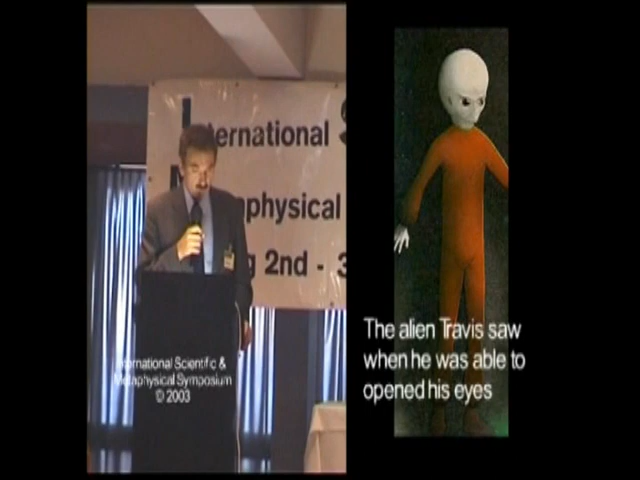 International S
aphysical
g 2nd - 3
International Scientific &
Metaphysical Symposium
© 2003
The alien Travis saw
when he was able to
opened his eyes